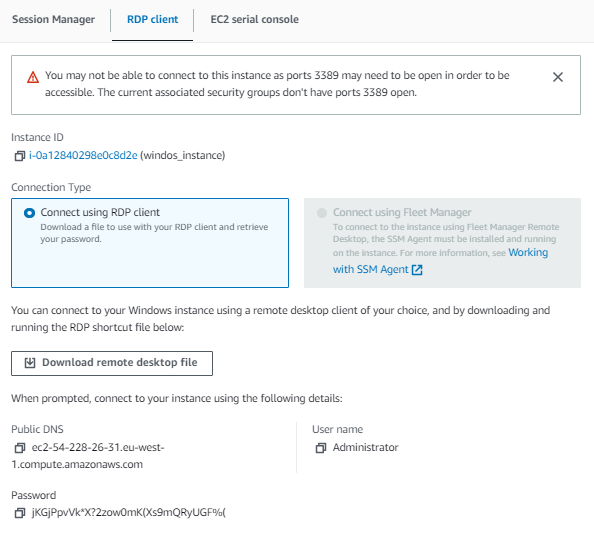 Session Manager
RDP client
EC2 serial console
You may not be able to connect to this instance as ports 3389 may need to be open in order to be
accessible. The current associated security groups don't have ports 3389 open.
Instance ID
i-0a12840298e0c8d2e (windos_instance)
Connection Type
Connect using RDP client
Download a file to use with your RDP client and retrieve
your password.
Connect using Fleet Manager
To connect to the instance using Fleet Manager Remote
Desktop, the SSM Agent must be installed and running
on the instance. For more information, see Working
with SSM Agent
You can connect to your Windows instance using a remote desktop client of your choice, and by downloading and
running the RDP shortcut file below:
Download remote desktop file
When prompted, connect to your instance using the following details:
Public DNS
ec2-54-228-26-31.eu-west-
1.compute.amazonaws.com
User name
Administrator
Password
jKGjPpvVk*X?2zow0mK(Xs9mQRyUGF%(